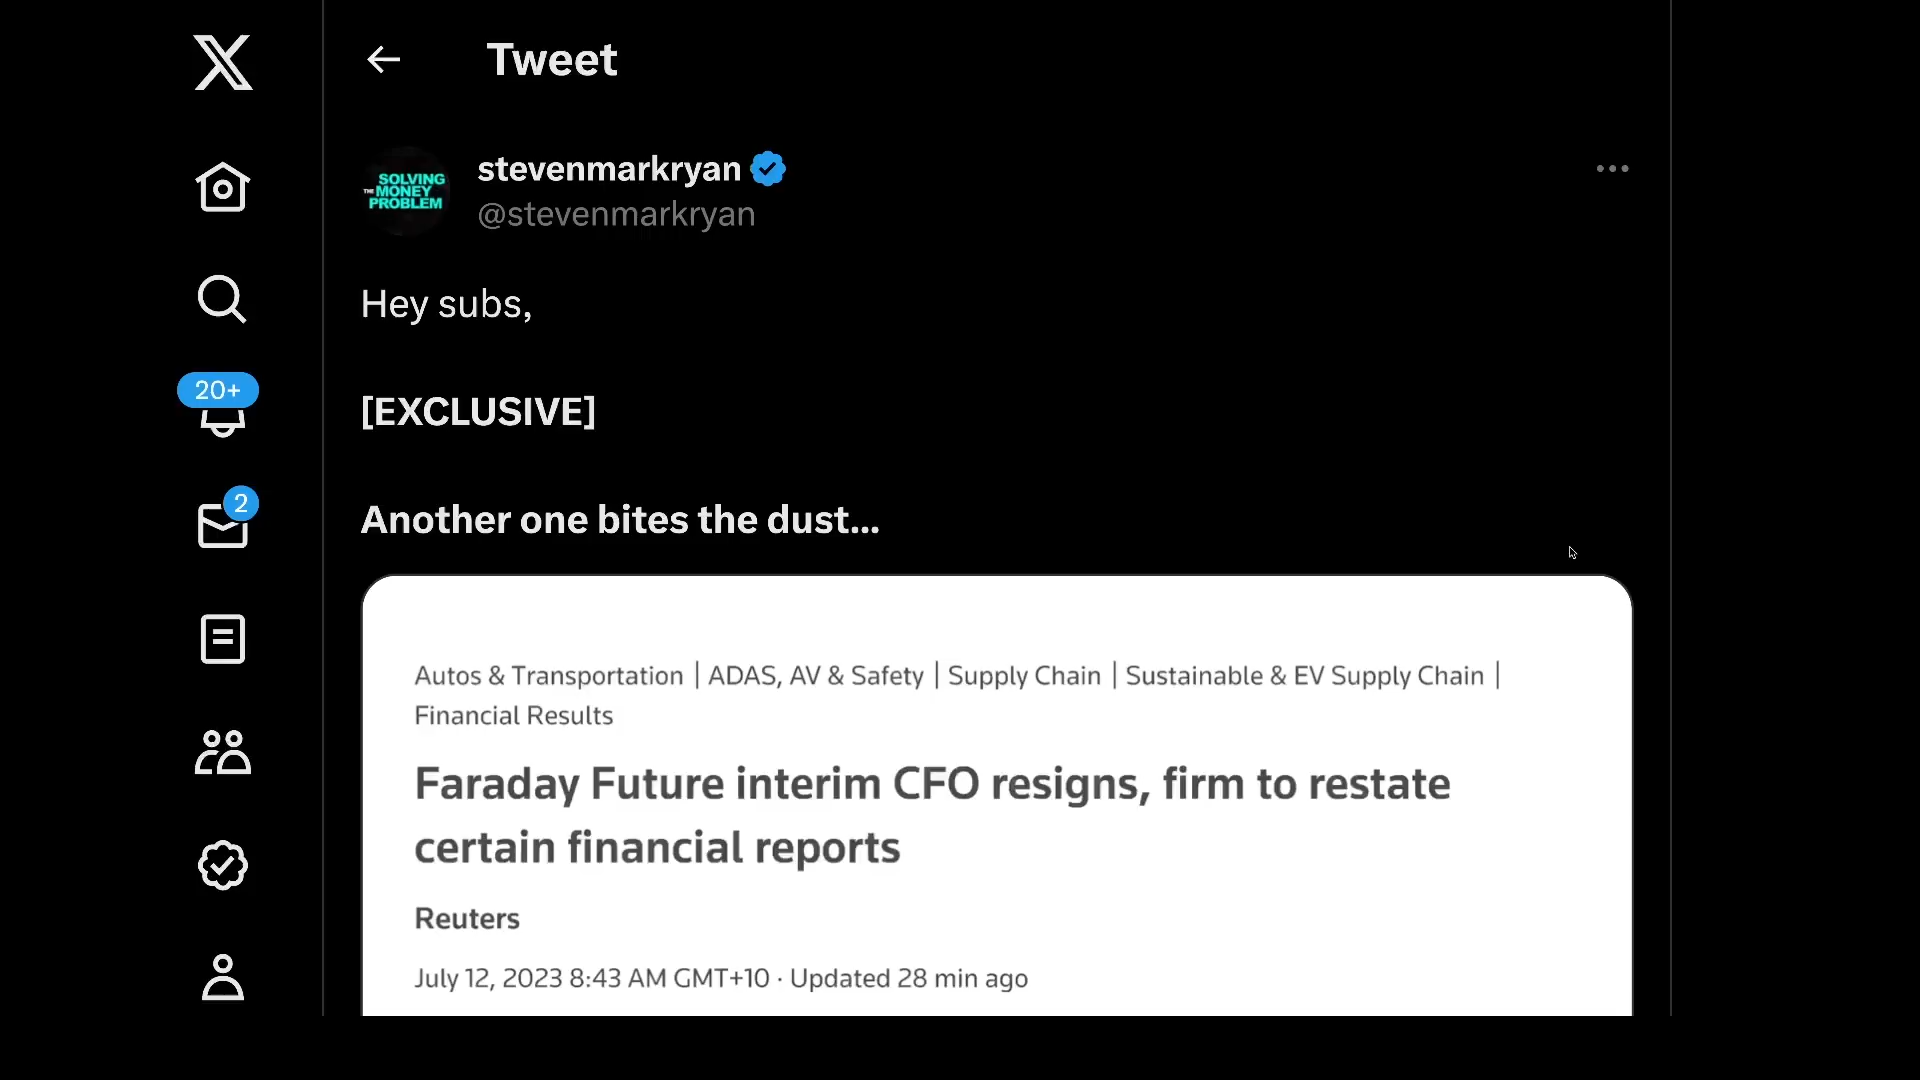 Tweet
SOLVING
THE MONEY
PROBLEM
stevenmarkryan
@stevenmarkryan
Hey subs,
20+
[EXCLUSIVE]
2
Another one bites the dust...
Autos & Transportation | ADAS, AV & Safety | Supply Chain | Sustainable & EV Supply Chain |
Financial Results
Faraday Future interim CFO resigns, firm to restate
certain financial reports
Reuters
July 12, 2023 8:43 AM GMT+10 · Updated 28 min ago